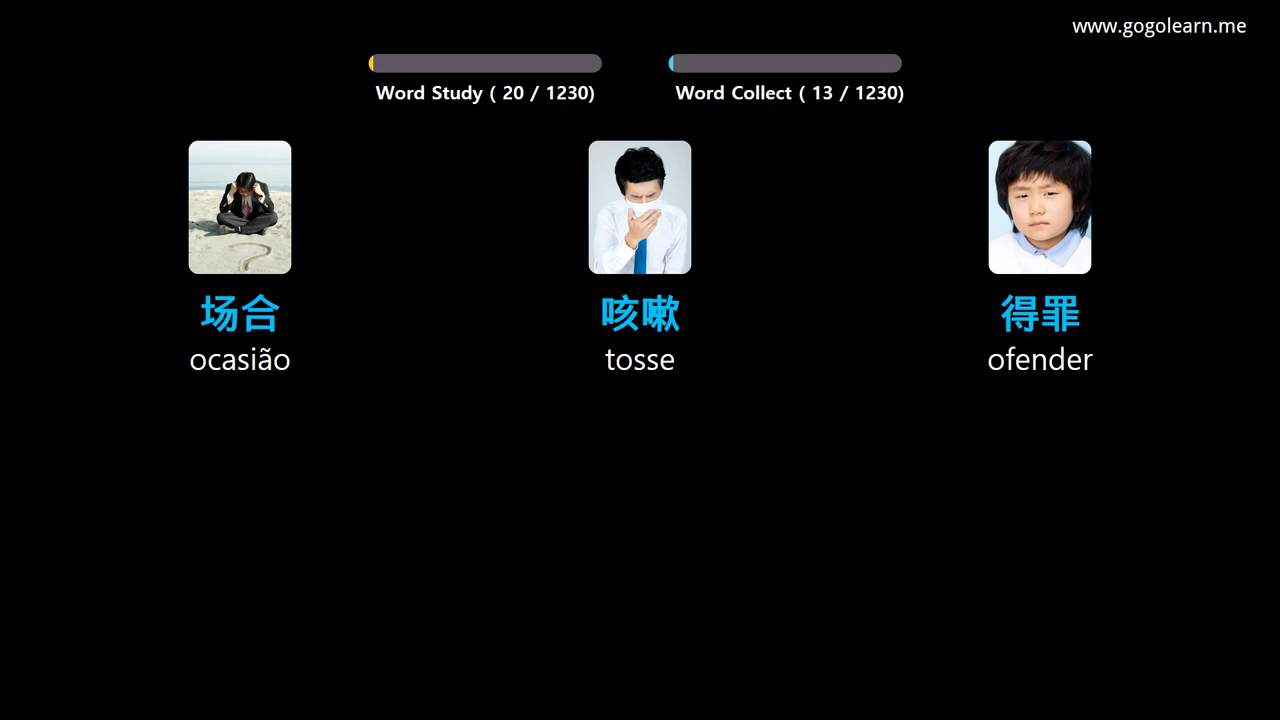 www.gogolearn.me
Word Study ( 20 / 1230)
Word Collect ( 13 / 1230)
场合
咳嗽
得罪
ocasião
tosse
ofender